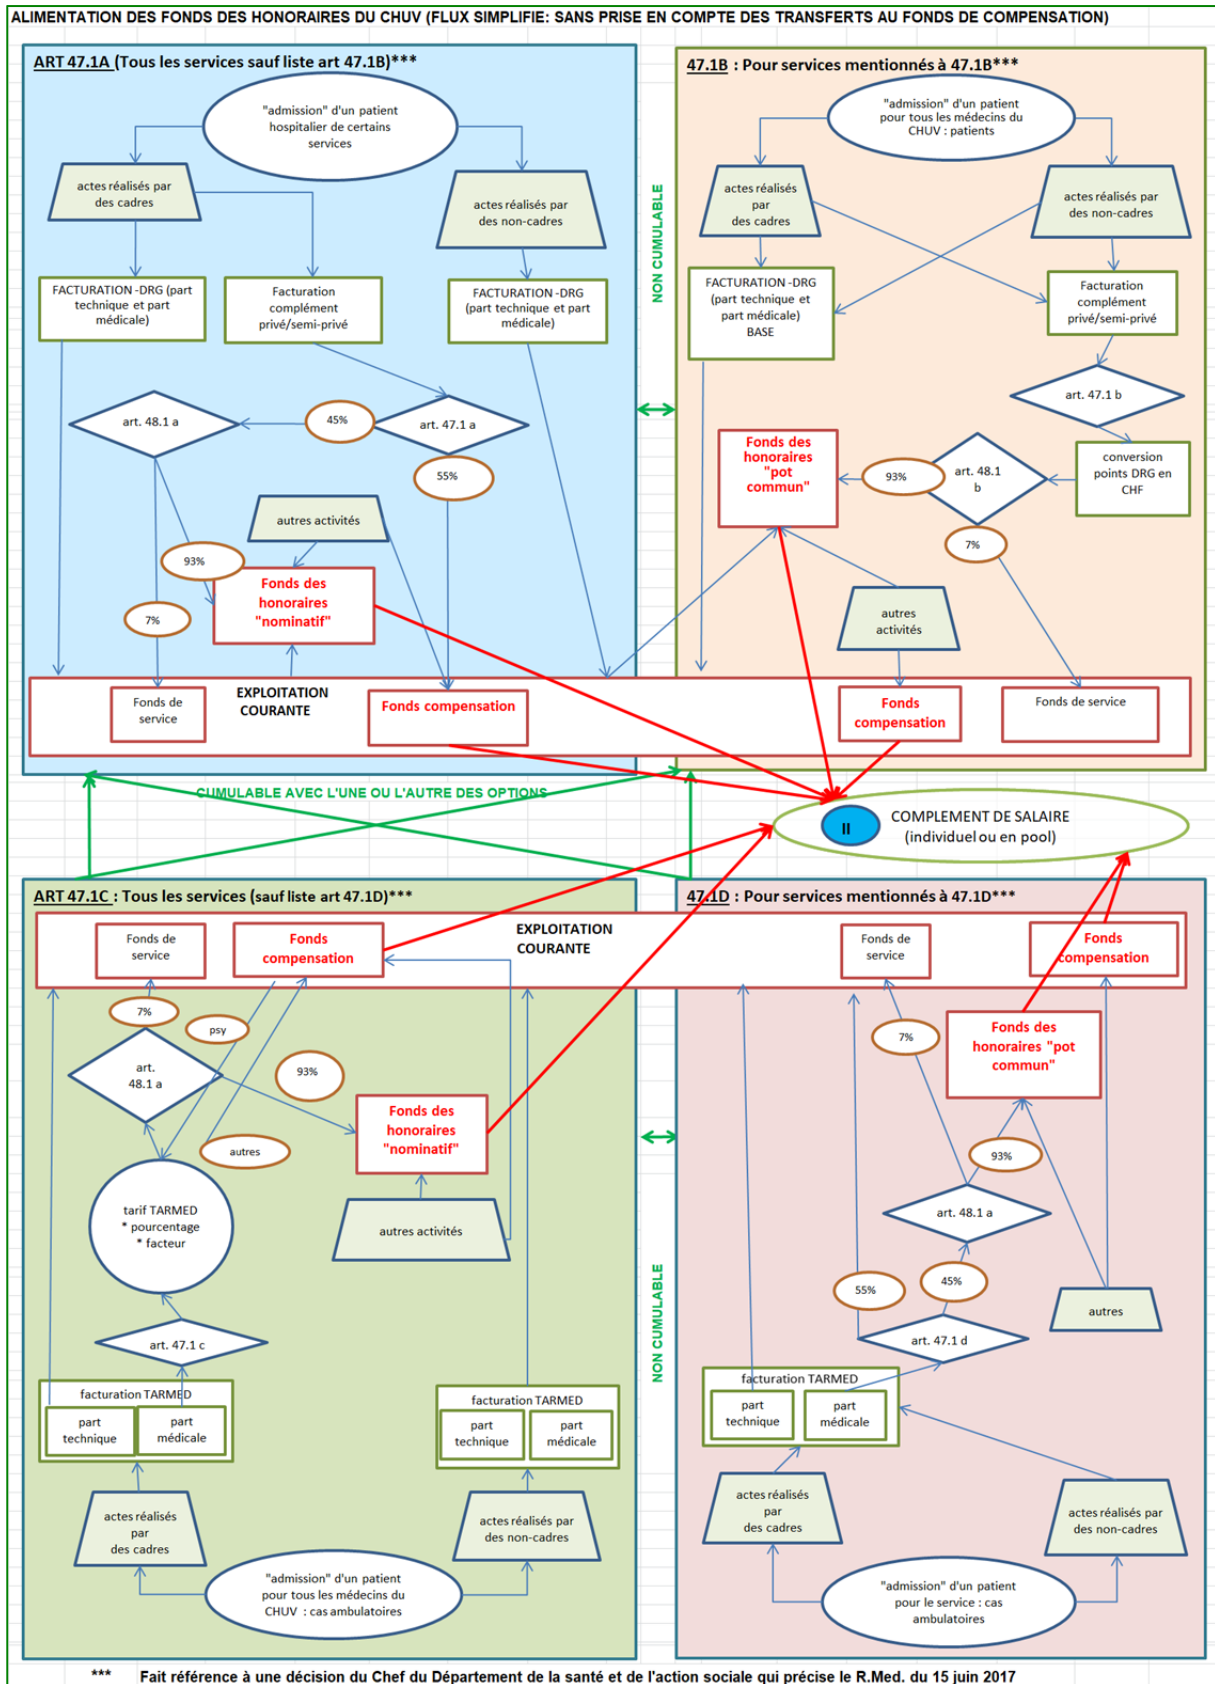 ALIMENTATION DES FONDS DES HONORAIRES DU CHUV (FLUX SIMPLIFIE: SANS PRISE EN COMPTE DES TRANSFERTS AU FONDS DE COMPENSATION)
ART 47.1A (Tous les services sauf liste art 47.1B)***
"admission" d'un patient
hospitalier de certains
services
actes réalisés par
des cadres
actes réalisés par
des non-cadres
FACTURATION -DRG (part
technique et part
médicale)
Facturation
complément
privé/semi-privé
FACTURATION -DRG
(part technique et part
médicale)
art. 48.1 a
45%
art. 47.1 a
55%
autres activités
93%
Fonds des
honoraires
"nominatif"
7%
Fonds de
service
EXPLOITATION
COURANTE
Fonds compensation
NON CUMULABLE
47.1B : Pour services mentionnés à 47.1B***
"admission" d'un patient
pour tous les médecins du
CHUV : patients
actes réalisés
par
des cadres
actes réalisés par
des non-cadres
FACTURATION -DRG
(part technique et
part médicale)
BASE
Facturation
complément
privé/semi-privé
art. 47.1 b
Fonds des
honoraires
"pot
commun"
93%
art. 48.1
b
conversion
points DRG en
CHF
7%
autres
activités
Fonds
compensation
Fonds de service
CUMULABLE AVEC L'UNE OU L'AUTRE DES OPTIONS
II
COMPLEMENT DE SALAIRE
(individuel ou en pool)
ART 47.1C : Tous les services (sauf liste art 47.1D)***
Fonds de
service
Fonds
compensation
EXPLOITATION
COURANTE
7%
psy
art.
48.1 a
93%
Fonds des
honoraires
"nominatif"
autres
tarif TARMED
* pourcentage
* facteur
autres activités
art. 47.1 c
facturation TARMED
part
technique
part
médicale
facturation TARMED
part
technique
part
médicale
actes réalisés
par
des cadres
actes réalisés par
des non-cadres
"admission" d'un patient
pour tous les médecins du
CHUV : cas ambulatoires
NON CUMULABLE
47.1D : Pour services mentionnés à 47.1D***
Fonds de
service
Fonds
compensation
7%
Fonds des
honoraires "pot
commun"
93%
art. 48.1 a
55%
45%
autres
art. 47.1 d
facturation TARMED
part
technique
part
médicale
actes réalisés
par
des cadres
actes réalisés par
des non-cadres
"admission" d'un patient
pour le service : cas
ambulatoires
*** Fait référence à une décision du Chef du Département de la santé et de l'action sociale qui précise le R.Med. du 15 juin 2017